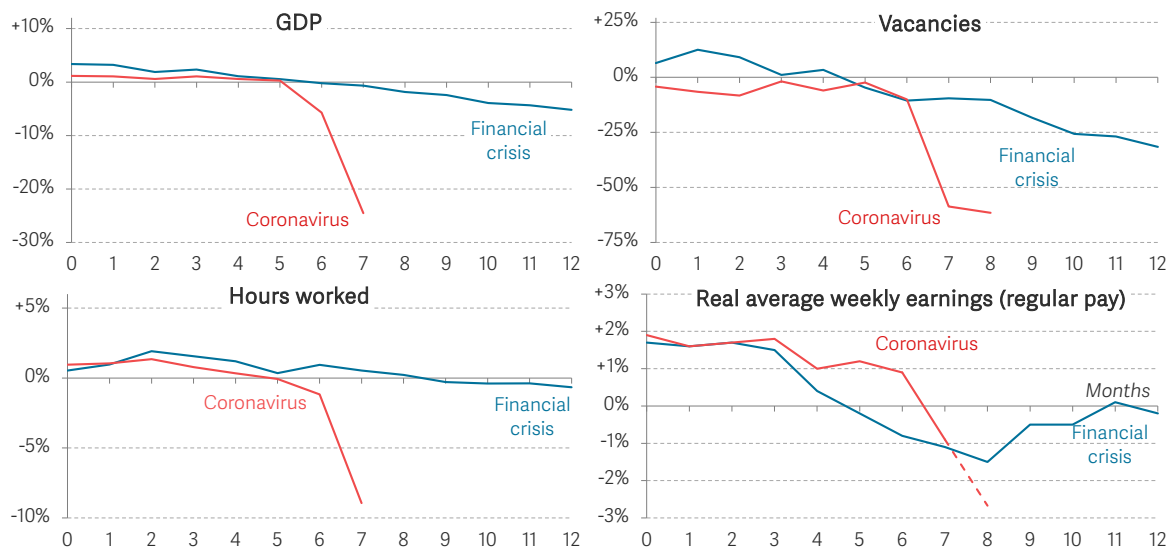 GDP
+10%
0%
-10%
-20%
-30%
Financial
crisis
Coronavirus
0 1 2 3 4 5 6 7 8 9 10 11 12
Vacancies
+25%
0%
-25%
-50%
-75%
Financial
crisis
Coronavirus
0 1 2 3 4 5 6 7 8 9 10 11 12
Hours worked
+5%
0%
-5%
-10%
Coronavirus
Financial
crisis
0 1 2 3 4 5 6 7 8 9 10 11 12
Real average weekly earnings (regular pay)
+3%
+2%
+1%
0%
-1%
-2%
-3%
Coronavirus
Months
Financial
crisis
0 1 2 3 4 5 6 7 8 9 10 11 12